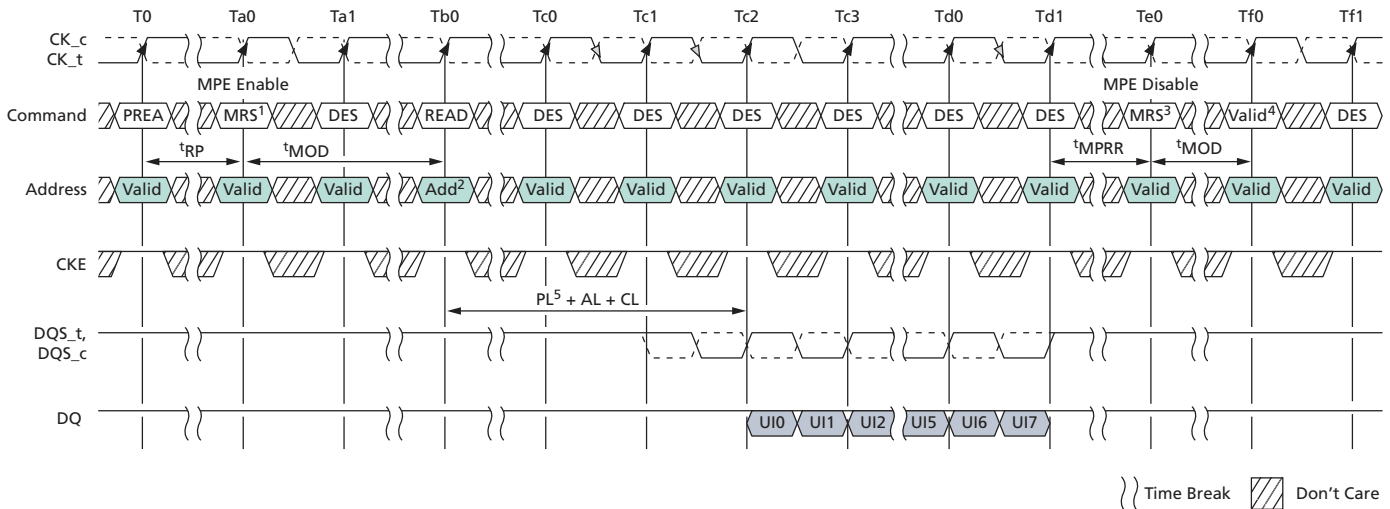 T0 Ta0 Ta1 Tb0 Tc0 Tc1 Tc2 Tc3 Td0 Td1 Te0 Tf0 Tf1
CK_c
CK_t
MPE Enable MPE Disable
Command PREA MRS¹ DES READ DES DES DES DES DES DES MRS³ Valid⁴ DES
ᵗRP ᵗMOD ᵗMPRR ᵗMOD
Address Valid Valid Valid Add² Valid Valid Valid Valid Valid Valid Valid Valid Valid
CKE
PL⁵ + AL + CL
DQS_t,
DQS_c
DQ UI0 UI1 UI2 UI5 UI6 UI7
Time Break Don't Care